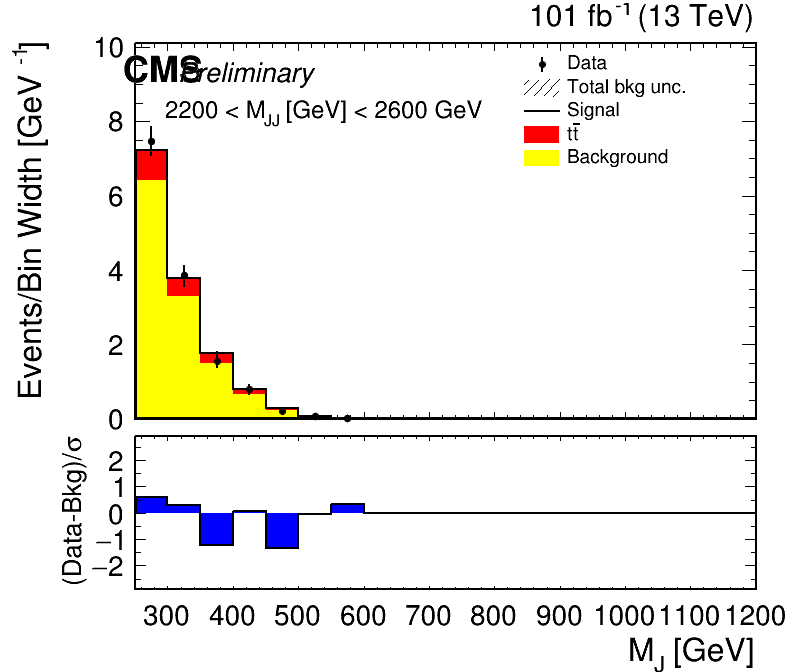 101 fb⁻¹ (13 TeV)
CMS Preliminary
2200 < M_JJ [GeV] < 2600 GeV
Data
Total bkg unc.
Signal
tt̅
Background
Events/Bin Width [GeV⁻¹]
10
8
6
4
2
0
(Data-Bkg)/σ
2
1
0
−1
−2
300 400 500 600 700 800 900 1000 1100 1200
M_J [GeV]